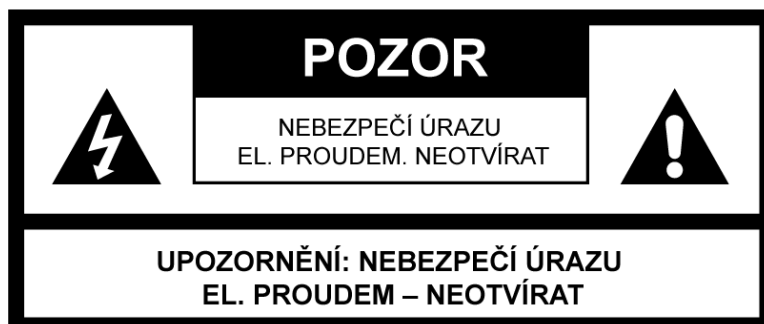 POZOR
NEBEZPEČÍ ÚRAZU
EL. PROUDEM. NEOTVÍRAT
UPOZORNĚNÍ: NEBEZPEČÍ ÚRAZU
EL. PROUDEM – NEOTVÍRAT